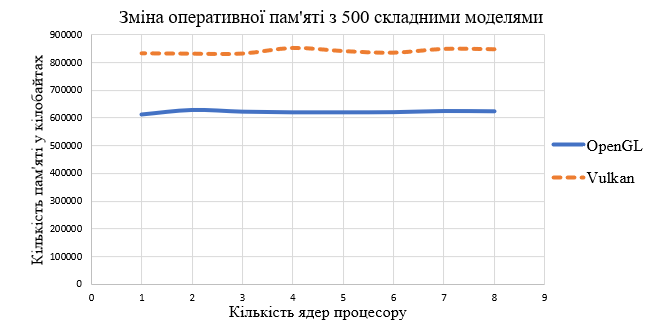 Зміна оперативної пам'яті з 500 складними моделями
Кількість пам'яті у кілобайтах
900000
800000
700000
600000
500000
400000
300000
200000
100000
0
0 1 2 3 4 5 6 7 8 9
Кількість ядер процесору
OpenGL
Vulkan